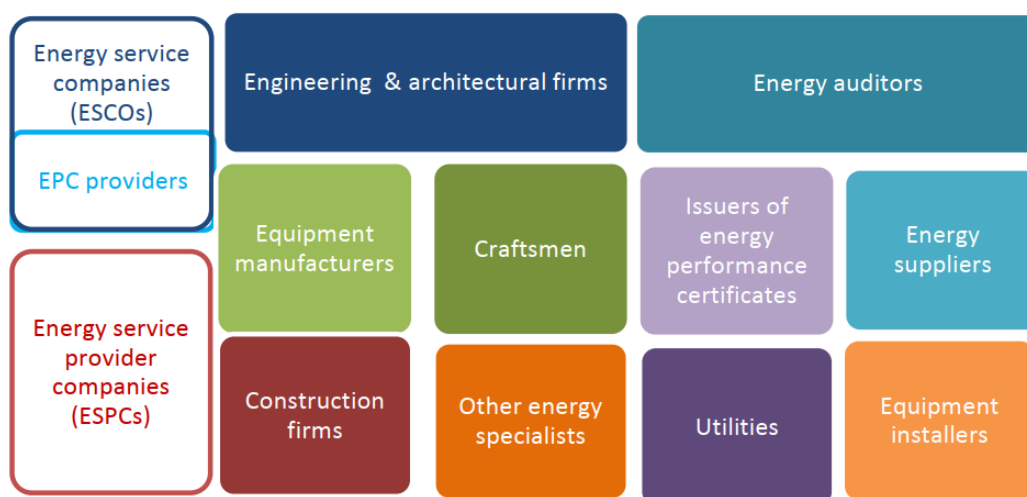 Energy service
companies
(ESCOs)
EPC providers
Energy service
provider
companies
(ESPCs)
Engineering & architectural firms
Energy auditors
Equipment
manufacturers
Craftsmen
Issuers of
energy
performance
certificates
Energy
suppliers
Construction
firms
Other energy
specialists
Utilities
Equipment
installers